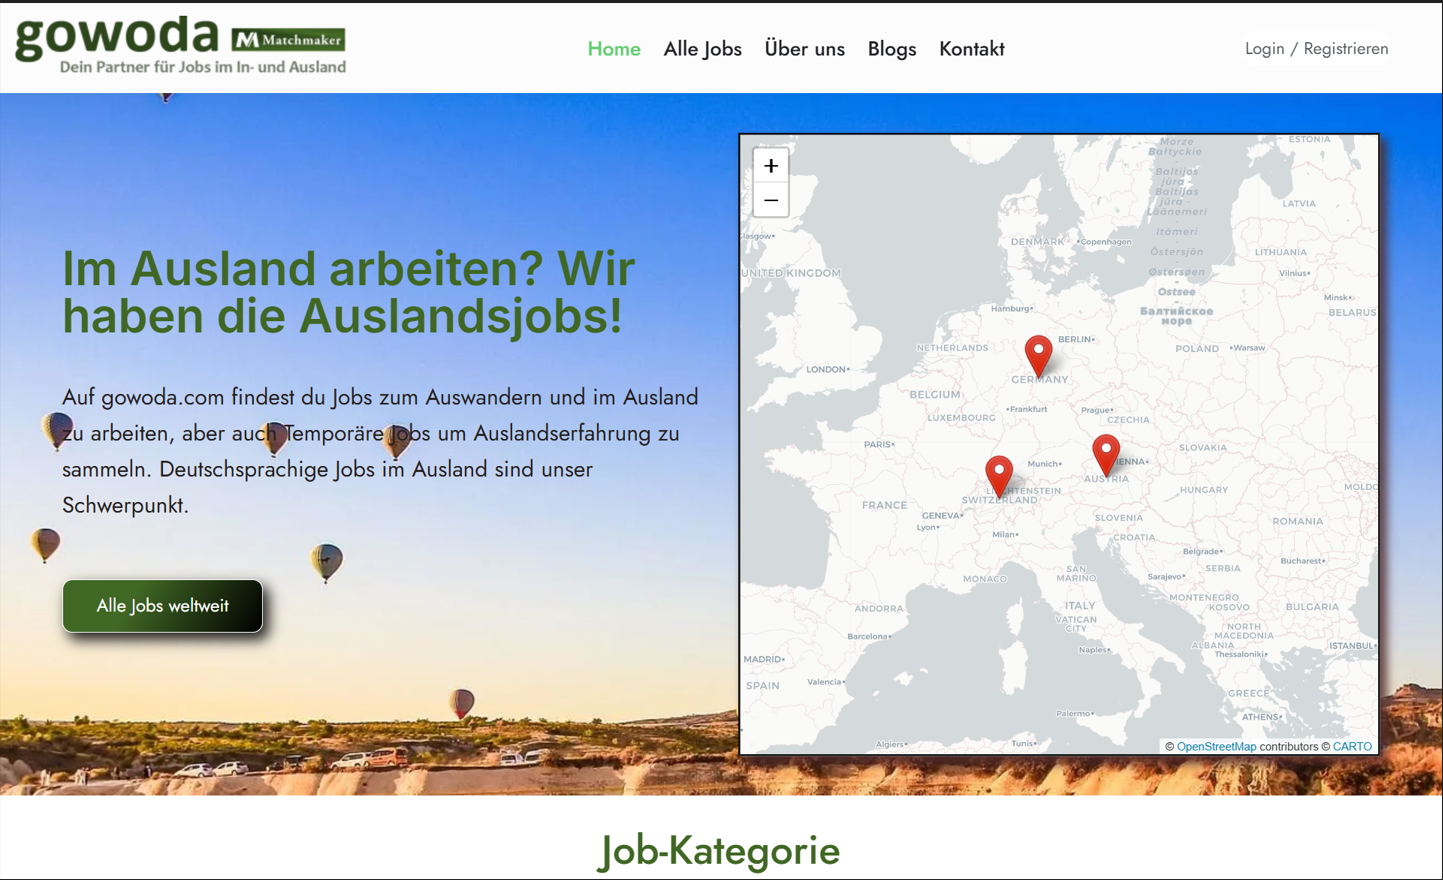 gowoda M Matchmaker
Dein Partner für Jobs im In- und Ausland
Home
Alle Jobs
Über uns
Blogs
Kontakt
Login / Registrieren
Im Ausland arbeiten? Wir
haben die Auslandsjobs!
Auf gowoda.com findest du Jobs zum Auswandern und im Ausland
zu arbeiten, aber auch Temporäre Jobs um Auslandserfahrung zu
sammeln. Deutschsprachige Jobs im Ausland sind unser
Schwerpunkt.
Alle Jobs weltweit
+
−
Morze
Bałtyckie
Baltijos
jūra -
Baltijas
jūra -
Läänemeri
Itämeri
Östersjön
Østersøen
Ostsee
Балтийское
море
ESTONIA
LATVIA
LITHUANIA
Vilnius
Minsk
BELARUS
DENMARK
Copenhagen
Glasgow
UNITED KINGDOM
Hamburg
BERLIN
NETHERLANDS
POLAND
Warsaw
LONDON
GERMANY
BELGIUM
LUXEMBOURG
Frankfurt
Prague
CZECHIA
PARIS
Munich
SLOVAKIA
AUSTRIA
SWITZERLAND
HUNGARY
FRANCE
GENEVA
Lyon
Milan
SLOVENIA
CROATIA
ROMANIA
Belgrade
SERBIA
Bucharest
MONACO
SAN
MARINO
Sarajevo
MONTENEGRO
KOSOVO
BULGARIA
ANDORRA
ITALY
VATICAN
CITY
NORTH
MACEDONIA
ALBANIA
Thessaloniki
ISTANBUL
Barcelona
Naples
MADRID
SPAIN
Valencia
GREECE
ATHENS
Palermo
Algiers
Tunis
© OpenStreetMap contributors © CARTO
Job-Kategorie